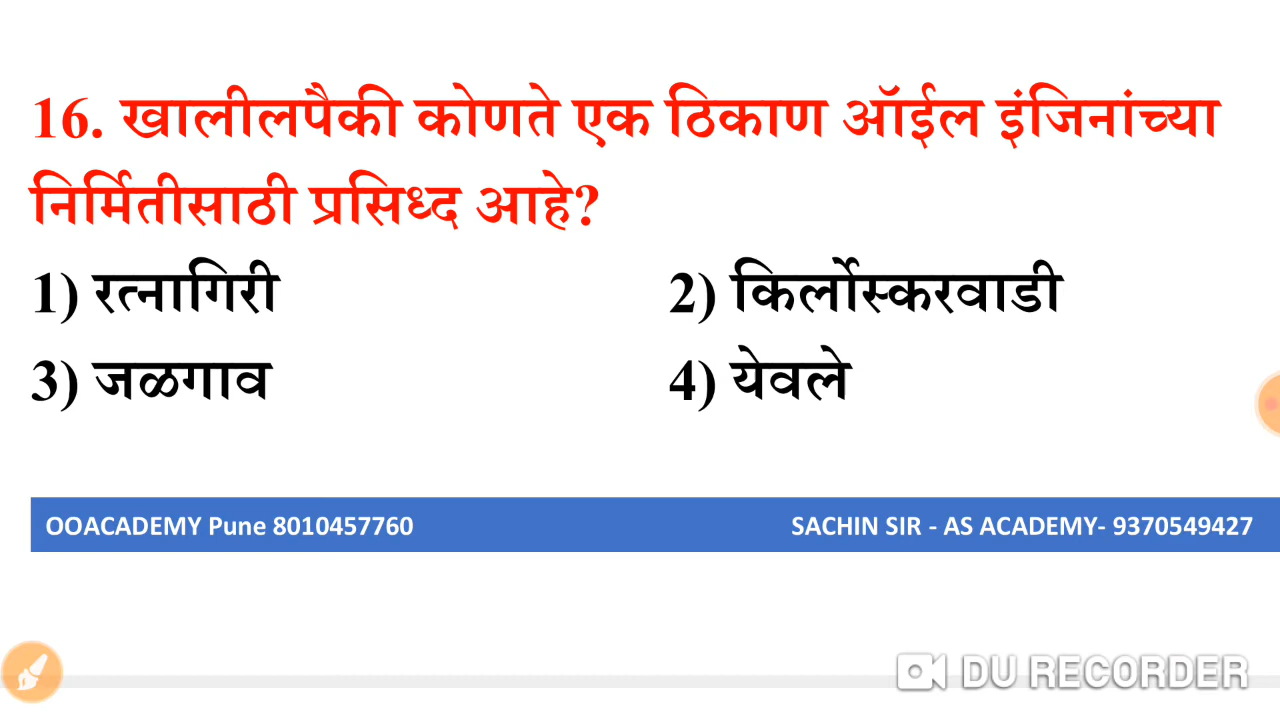 16. खालीलपैकी कोणते एक ठिकाण ऑईल इंजिनांच्या
निर्मितीसाठी प्रसिध्द आहे?
1) रत्नागिरी 2) किर्लोस्करवाडी
3) जळगाव 4) येवले
OOACADEMY Pune 8010457760 SACHIN SIR - AS ACADEMY- 9370549427
DU RECORDER